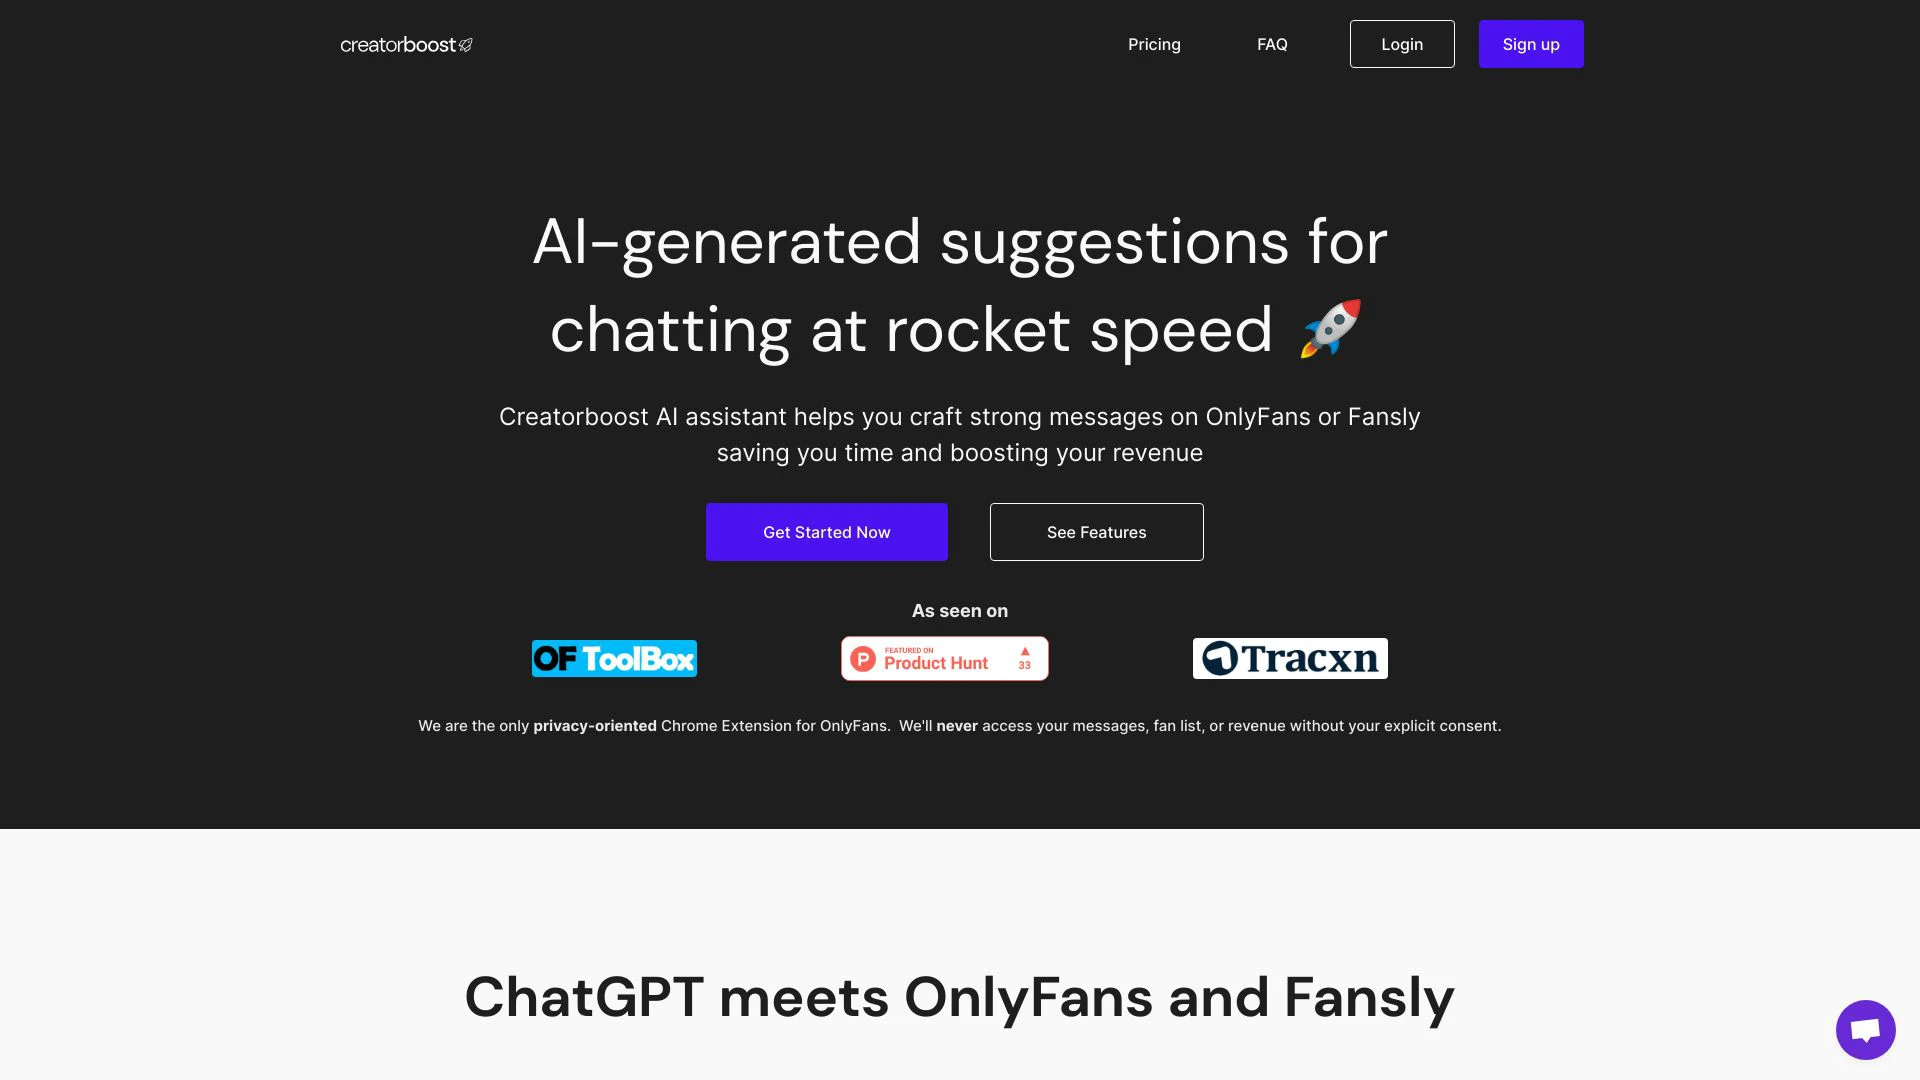 creatorboost
Pricing
FAQ
Login
Sign up
AI-generated suggestions for
chatting at rocket speed 🚀
Creatorboost AI assistant helps you craft strong messages on OnlyFans or Fansly
saving you time and boosting your revenue
Get Started Now
See Features
As seen on
OF ToolBox
P
FEATURED ON
Product Hunt
▲
33
Tracxn
We are the only privacy-oriented Chrome Extension for OnlyFans.  We'll never access your messages, fan list, or revenue without your explicit consent.
ChatGPT meets OnlyFans and Fansly